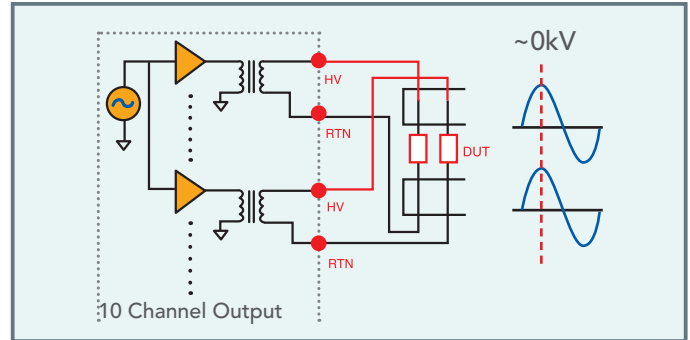 ~0kV
HV
RTN
DUT
HV
RTN
10 Channel Output